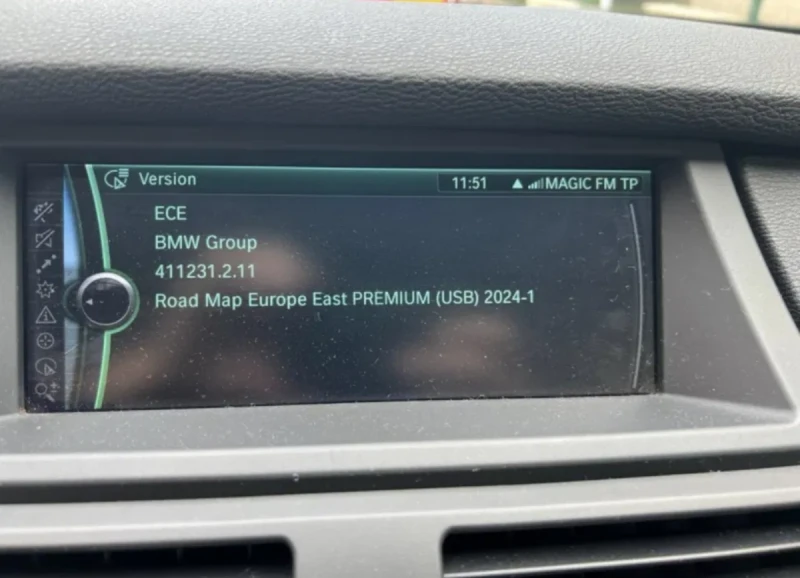 Version
11:51 MAGIC FM TP
ECE
BMW Group
411231.2.11
Road Map Europe East PREMIUM (USB) 2024-1